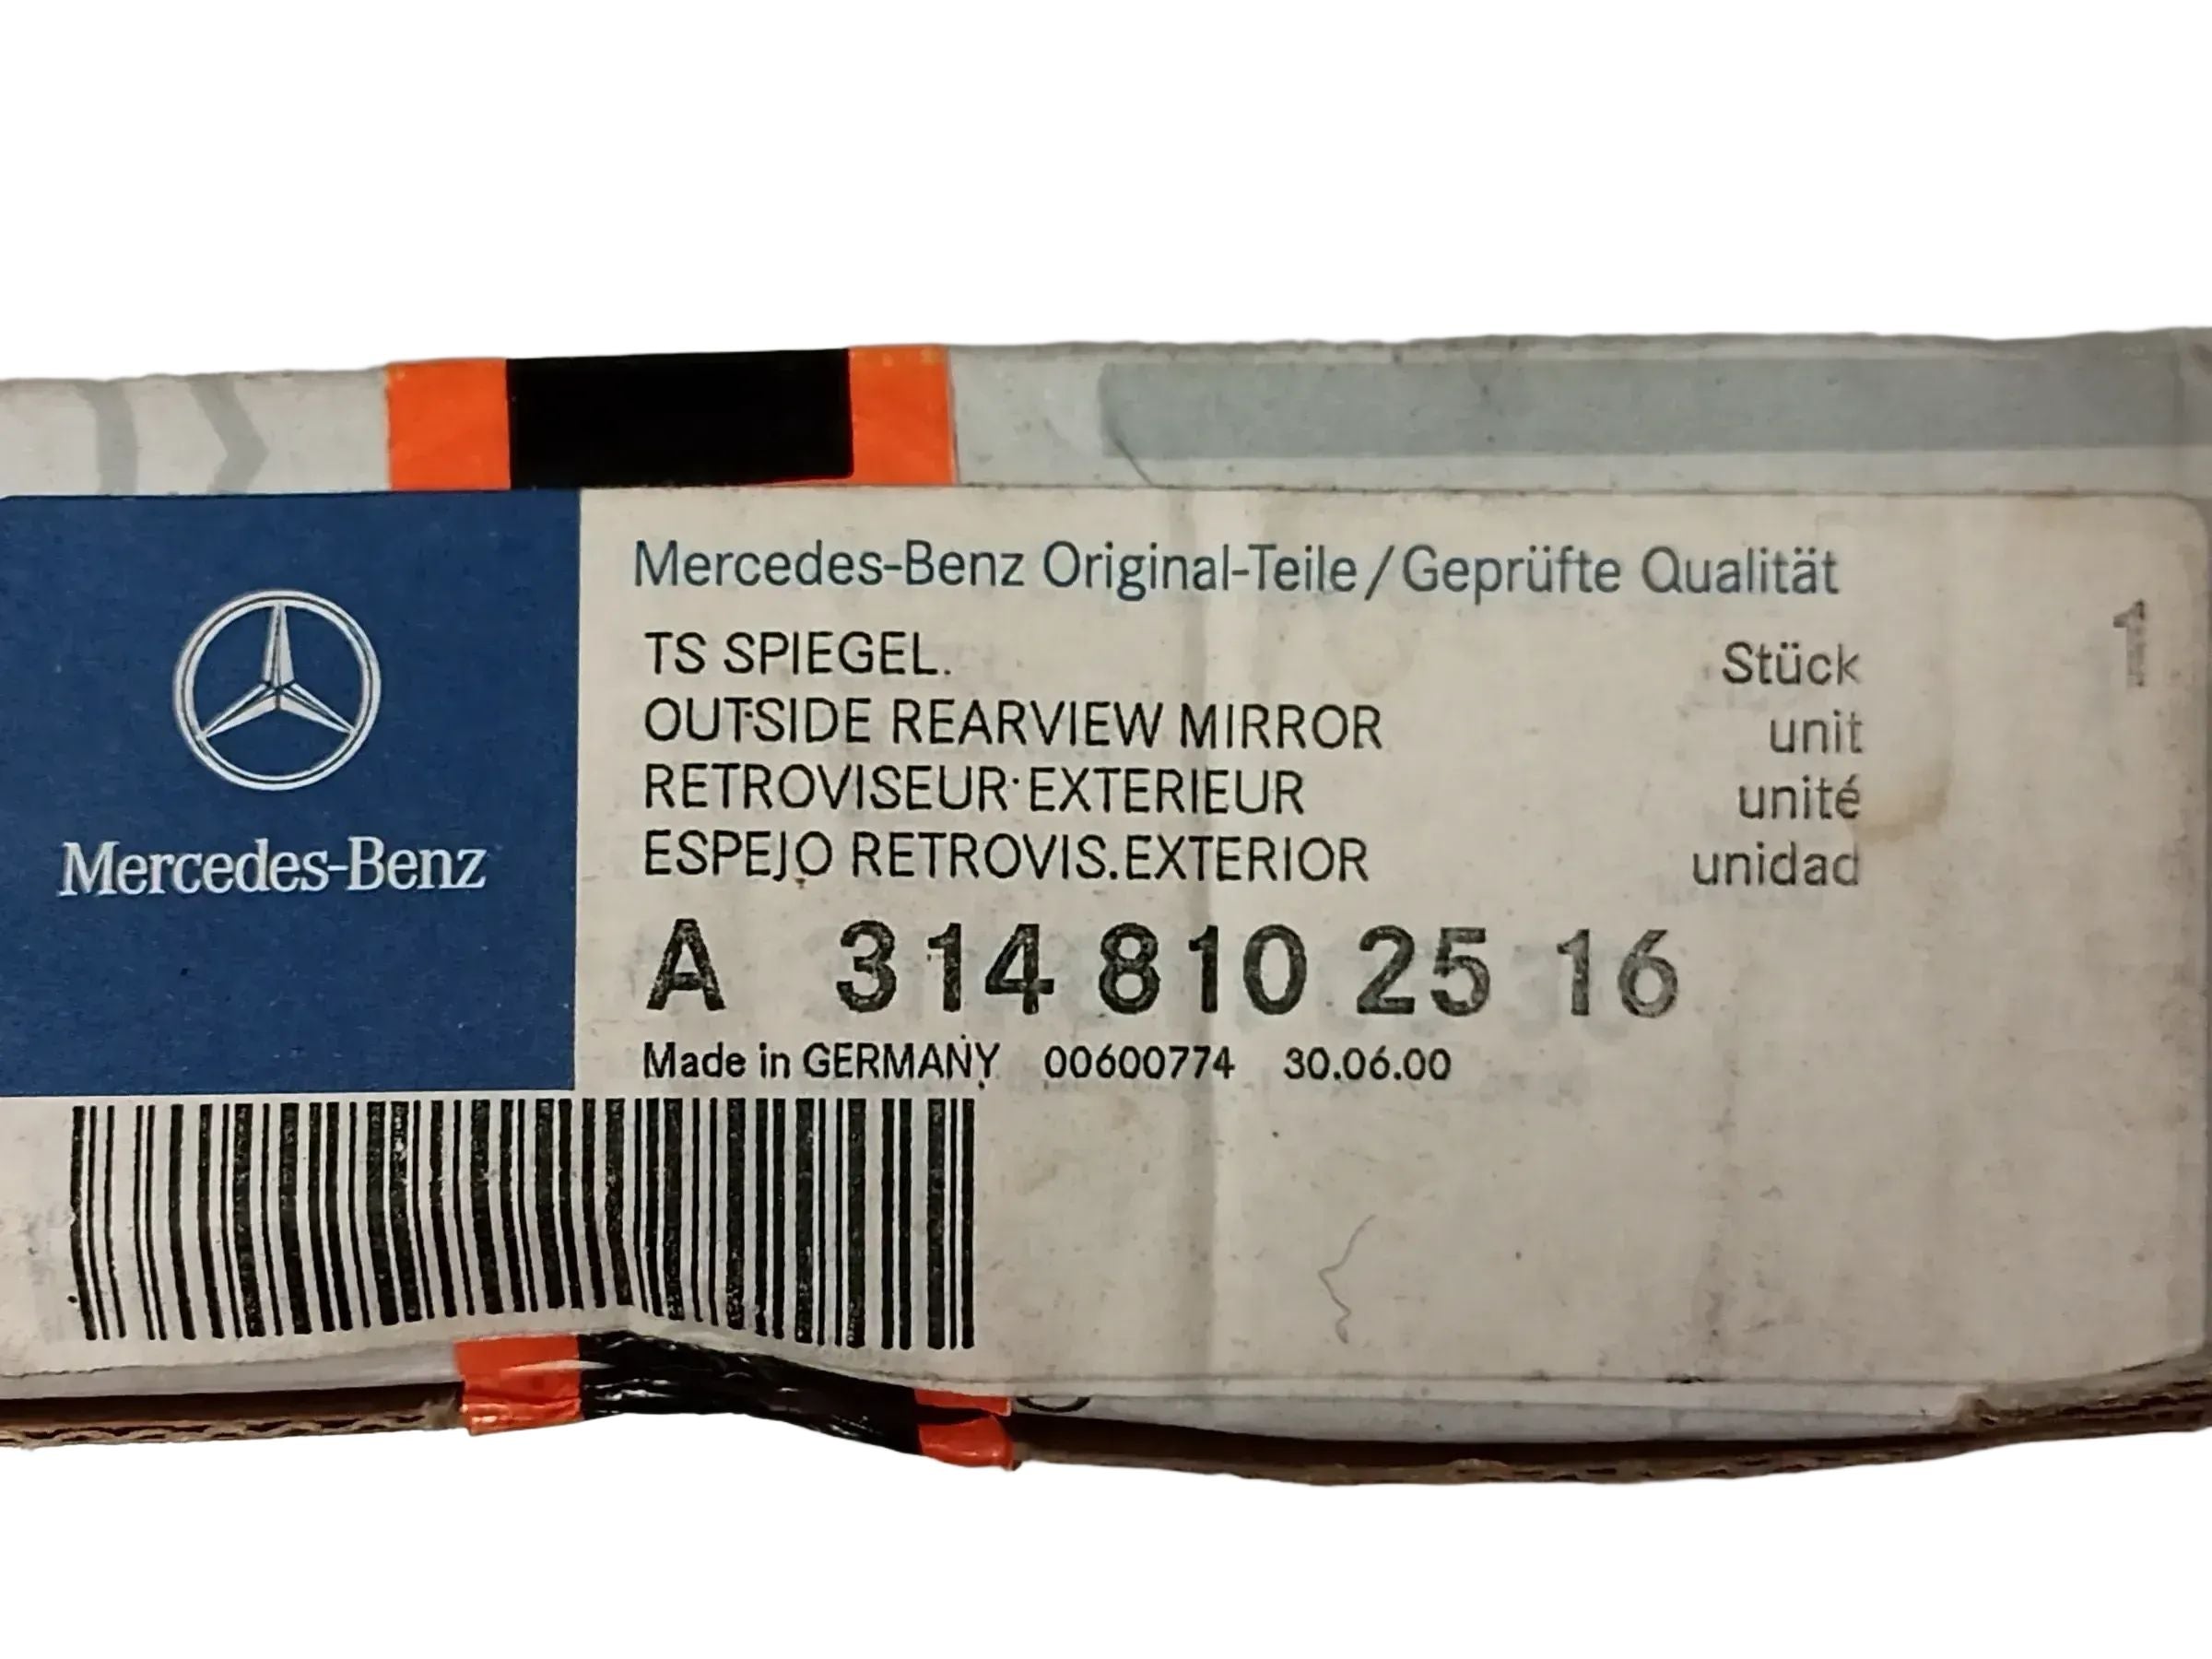 Mercedes-Benz
Mercedes-Benz Original-Teile/Geprüfte Qualität
TS SPIEGEL.
OUTSIDE REARVIEW MIRROR
RETROVISEUR EXTERIEUR
ESPEJO RETROVIS.EXTERIOR
Stück 1
unit
unité
unidad
A 314 810 25 16
Made in GERMANY 00600774 30.06.00